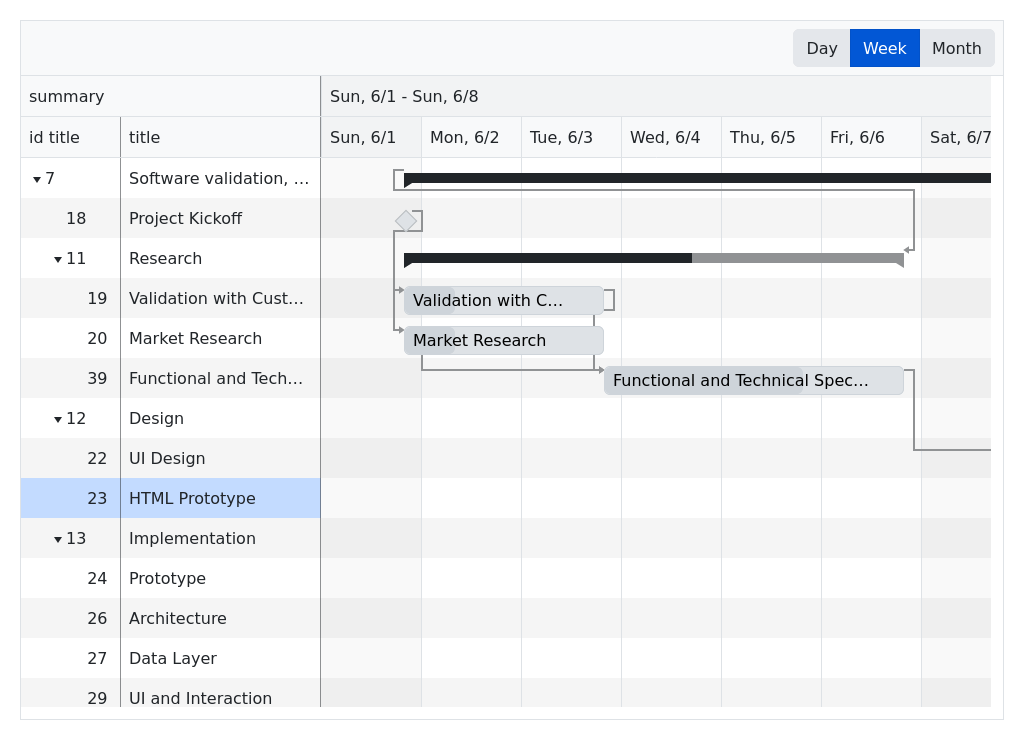 Day Week Month
summary Sun, 6/1 - Sun, 6/8
id title title Sun, 6/1 Mon, 6/2 Tue, 6/3 Wed, 6/4 Thu, 6/5 Fri, 6/6 Sat, 6/7
7 Software validation, ...
18 Project Kickoff
11 Research
19 Validation with Cust... Validation with C...
20 Market Research Market Research
39 Functional and Tech... Functional and Technical Spec...
12 Design
22 UI Design
23 HTML Prototype
13 Implementation
24 Prototype
26 Architecture
27 Data Layer
29 UI and Interaction